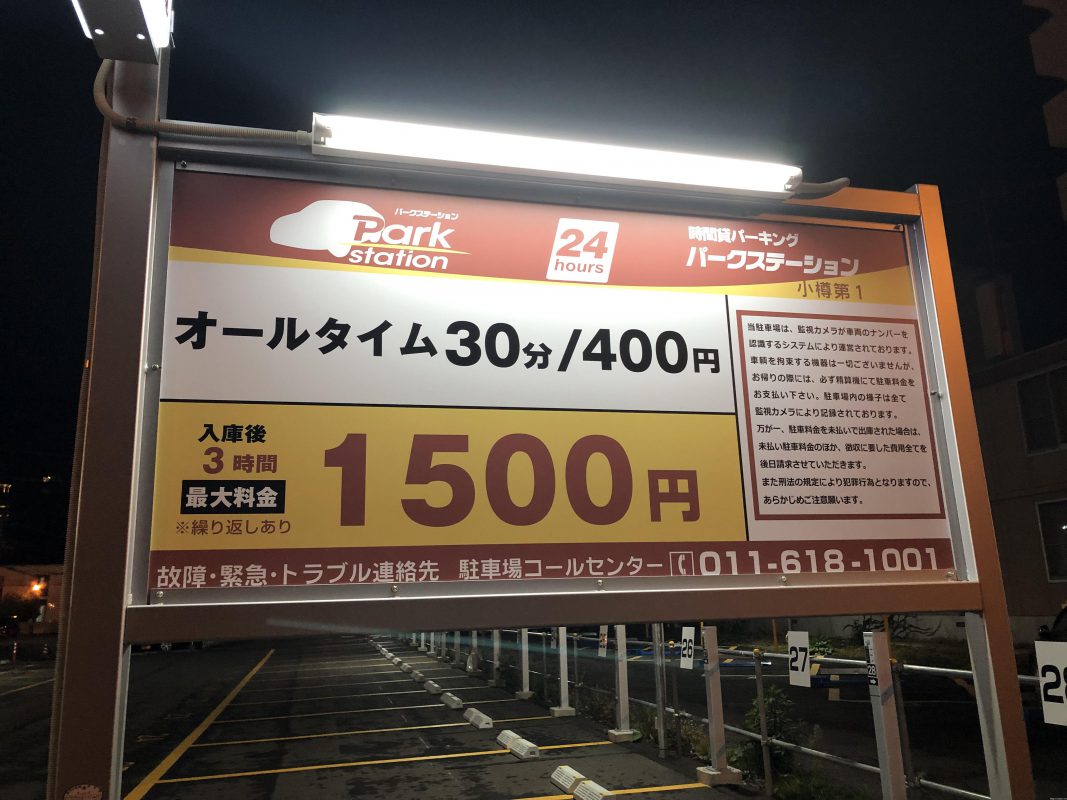 パークステーション
Park
station
24
hours
時間貸パーキング
パークステーション
小樽第1
オールタイム30分/400円
入庫後
3時間
最大料金
※繰り返しあり
1500円
当駐車場は、監視カメラが車両のナンバーを
認識するシステムにより運営されております。
車輌を拘束する機器は一切ございませんが、
お帰りの際には、必ず精算機にて駐車料金を
お支払い下さい。駐車場内の様子は全て
監視カメラにより記録されております。
万が一、駐車料金を未払いで出庫された場合は、
未払い駐車料金のほか、徴収に要した費用全てを
後日請求させていただきます。
また刑法の規定により犯罪行為となりますので、
あらかじめご注意願います。
故障・緊急・トラブル連絡先 駐車場コールセンター 011-618-1001
26
27
28
28